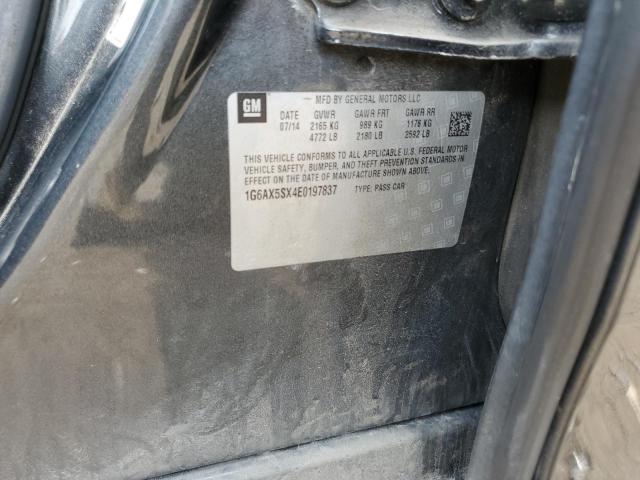 GM
MFD BY GENERAL MOTORS LLC
DATE GVWR GAWR FRT GAWR RR
07/14 2165 KG 989 KG 1176 KG
4772 LB 2180 LB 2592 LB
THIS VEHICLE CONFORMS TO ALL APPLICABLE U.S. FEDERAL MOTOR
VEHICLE SAFETY, BUMPER, AND THEFT PREVENTION STANDARDS IN
EFFECT ON THE DATE OF MANUFACTURE SHOWN ABOVE.
1G6AX5SX4E0197837 TYPE: PASS CAR